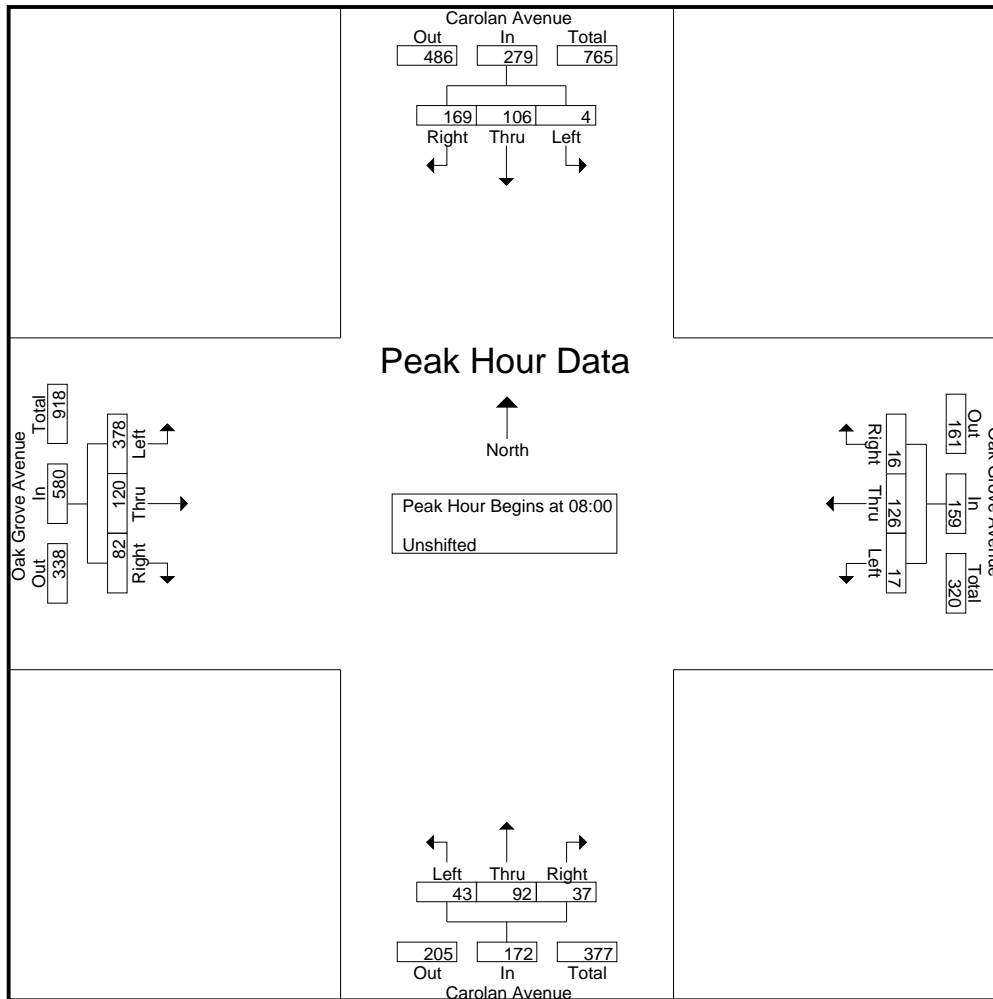 Carolan Avenue
Out In Total
486 279 765
169 106 4
Right Thru Left
Peak Hour Data
North
Peak Hour Begins at 08:00
Unshifted
Oak Grove Avenue
Total In Out
918 580 338
378 120 82
Left Thru Right
Oak Grove Avenue
Out In Total
161 159 320
16 126 17
Right Thru Left
Left Thru Right
43 92 37
205 172 377
Out In Total
Carolan Avenue